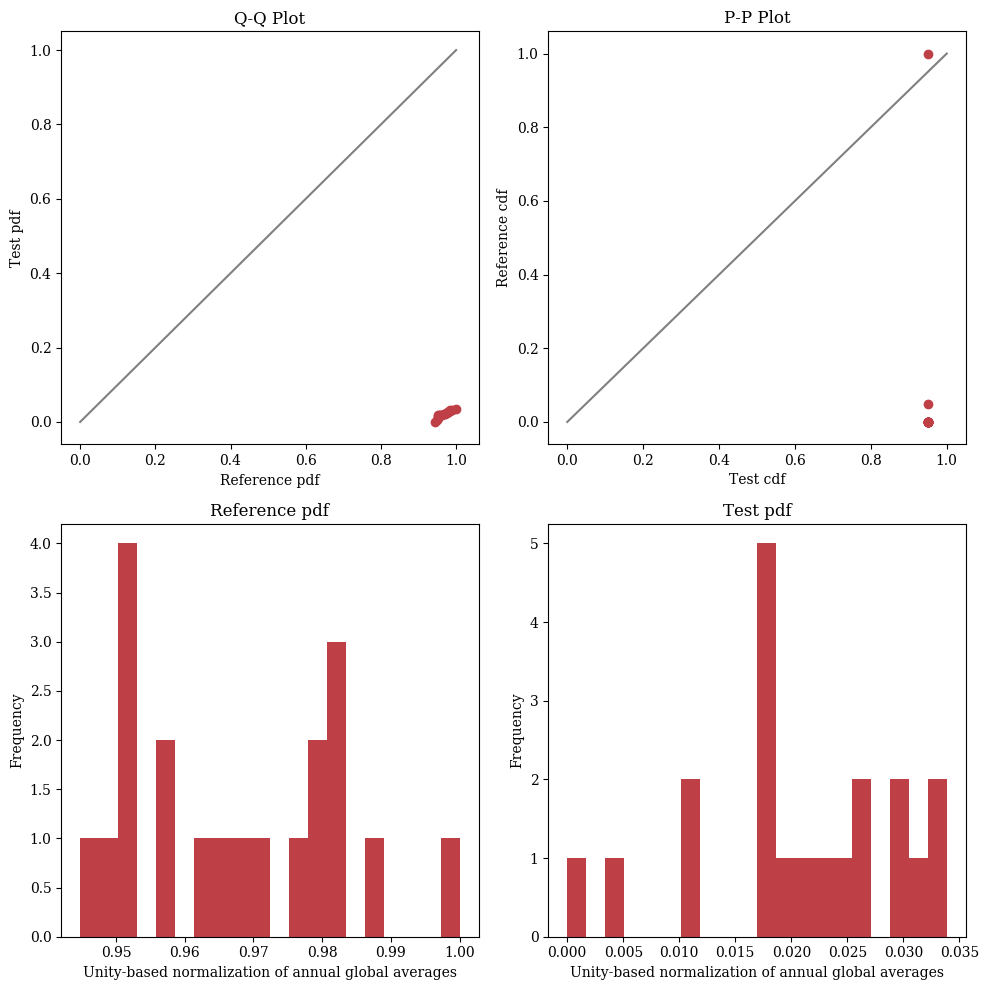 Q-Q Plot
1.0
0.8
0.6
0.4
0.2
0.0
Test pdf
0.0 0.2 0.4 0.6 0.8 1.0
Reference pdf
P-P Plot
1.0
0.8
0.6
0.4
0.2
0.0
Reference cdf
0.0 0.2 0.4 0.6 0.8 1.0
Test cdf
Reference pdf
4.0
3.5
3.0
2.5
2.0
1.5
1.0
0.5
0.0
Frequency
0.95 0.96 0.97 0.98 0.99 1.00
Unity-based normalization of annual global averages
Test pdf
5
4
3
2
1
0
Frequency
0.000 0.005 0.010 0.015 0.020 0.025 0.030 0.035
Unity-based normalization of annual global averages